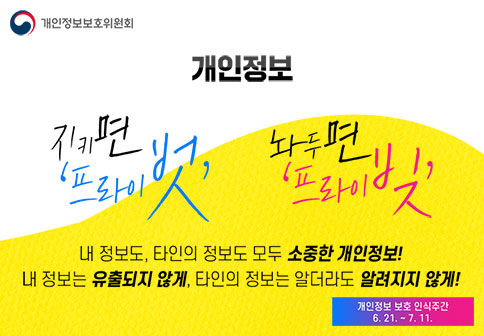 개인정보보호위원회
개인정보
지키면 놔두면
'프라이벗', '프라이빚',
내 정보도, 타인의 정보도 모두 소중한 개인정보!
내 정보는 유출되지 않게, 타인의 정보는 알더라도 알려지지 않게!
개인정보 보호 인식주간
6. 21. ~ 7. 11.